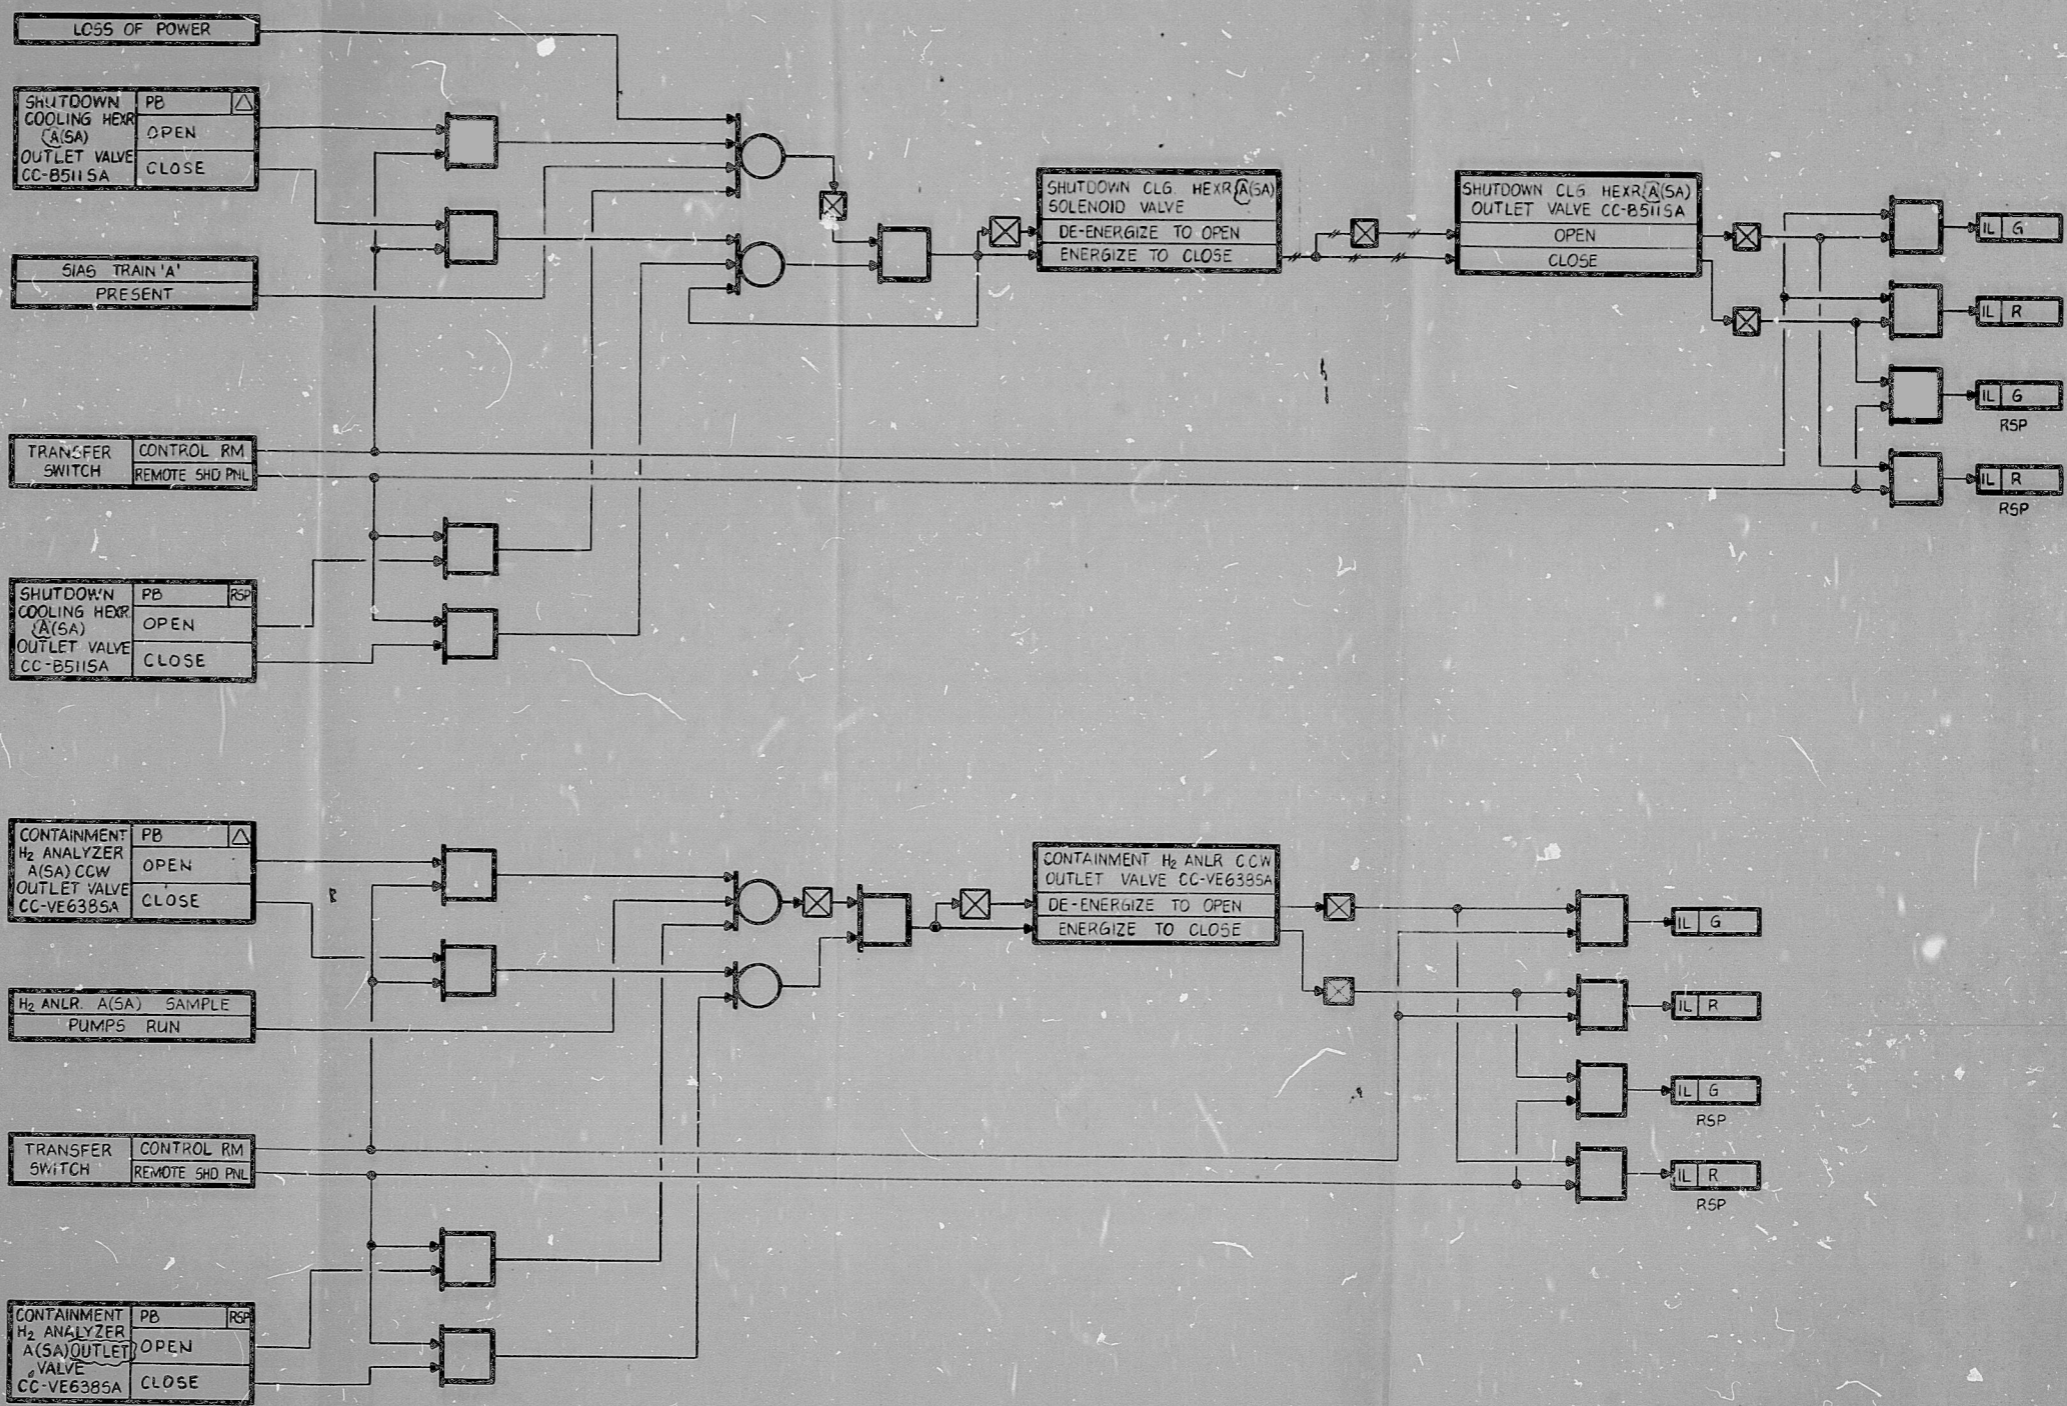 LOSS OF POWER
SHUTDOWN
COOLING HEXR
A(SA)
OUTLET VALVE
CC-B511SA
PB
OPEN
CLOSE
SIAS TRAIN 'A'
PRESENT
TRANSFER
SWITCH
CONTROL RM
REMOTE SHD PNL
SHUTDOWN
COOLING HEXR
A(SA)
OUTLET VALVE
CC-B511SA
PB
RSP
OPEN
CLOSE
SHUTDOWN CLG. HEXR A(SA)
SOLENOID VALVE
DE-ENERGIZE TO OPEN
ENERGIZE TO CLOSE
SHUTDOWN CLG HEXR A(SA)
OUTLET VALVE CC-B511SA
OPEN
CLOSE
IL G
IL R
IL G
RSP
IL R
RSP
CONTAINMENT
H2 ANALYZER
A(SA) CCW
OUTLET VALVE
CC-VE638SA
PB
OPEN
CLOSE
H2 ANLR. A(SA) SAMPLE
PUMPS RUN
TRANSFER
SWITCH
CONTROL RM
REMOTE SHD PNL
CONTAINMENT
H2 ANALYZER
A(SA) OUTLET
VALVE
CC-VE638SA
PB
RSP
OPEN
CLOSE
CONTAINMENT H2 ANLR CCW
OUTLET VALVE CC-VE638SA
DE-ENERGIZE TO OPEN
ENERGIZE TO CLOSE
IL G
IL R
IL G
RSP
IL R
RSP